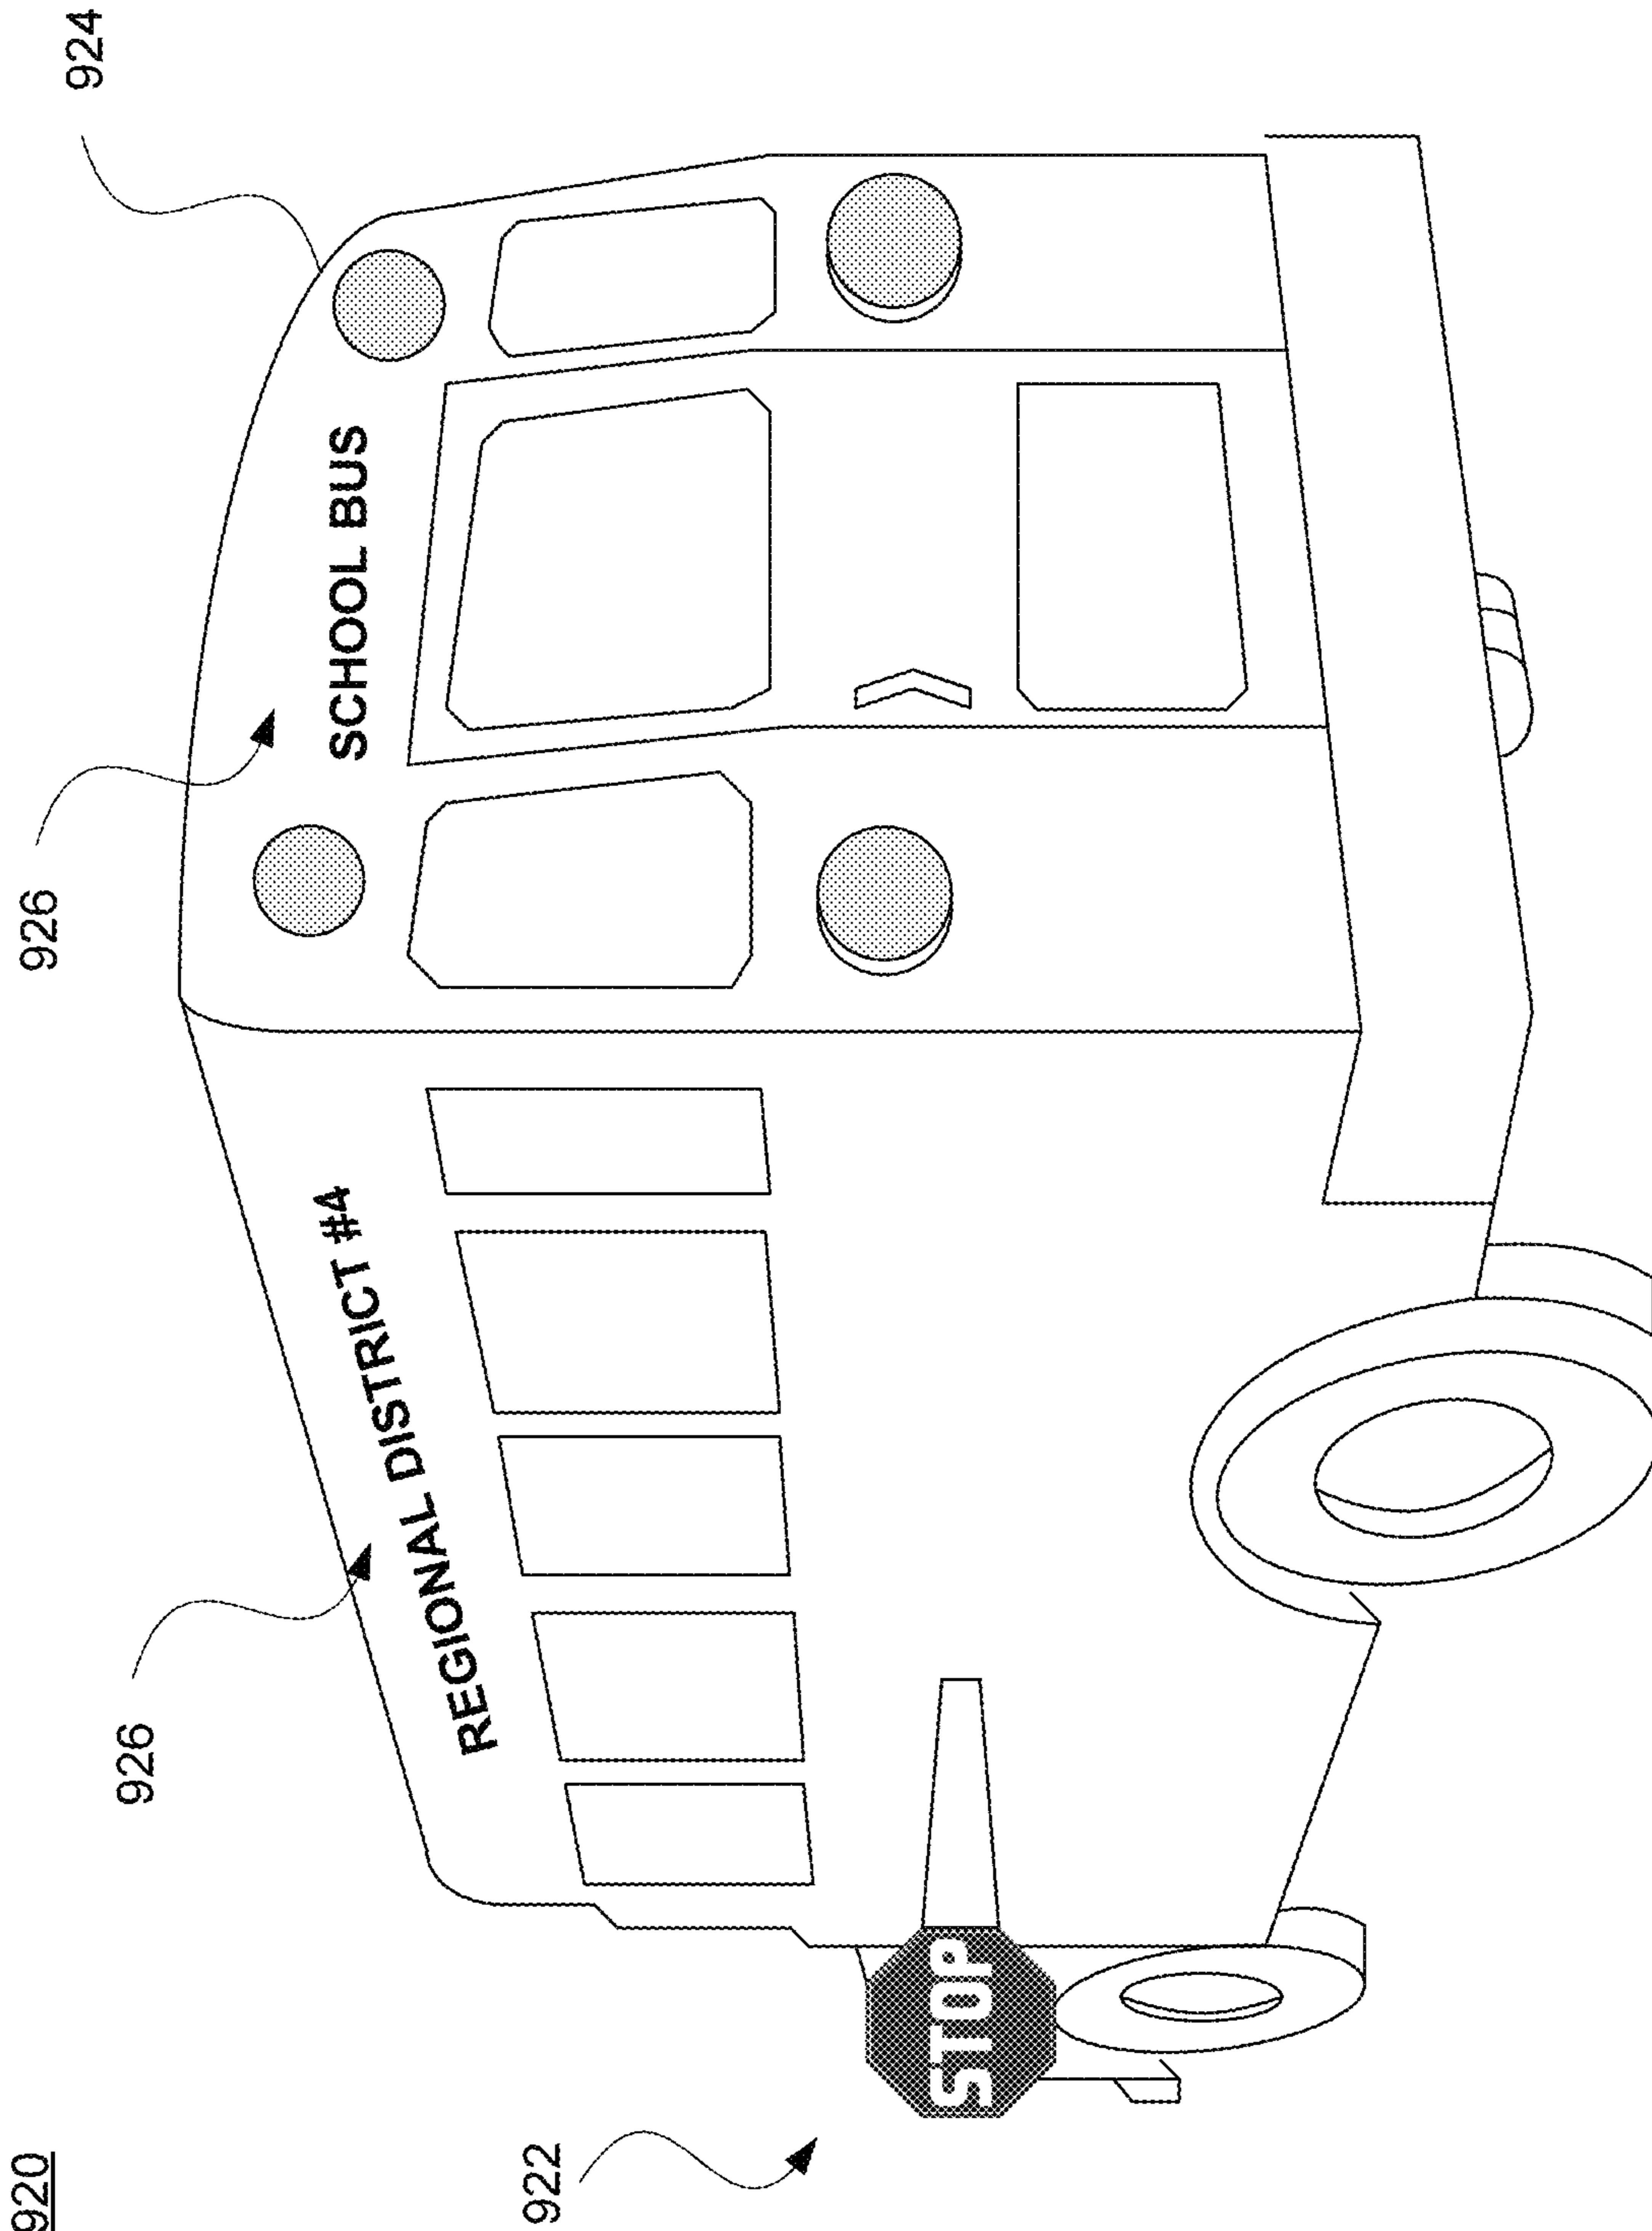 920
924
926
926
922
SCHOOL BUS
REGIONAL DISTRICT #4
STOP